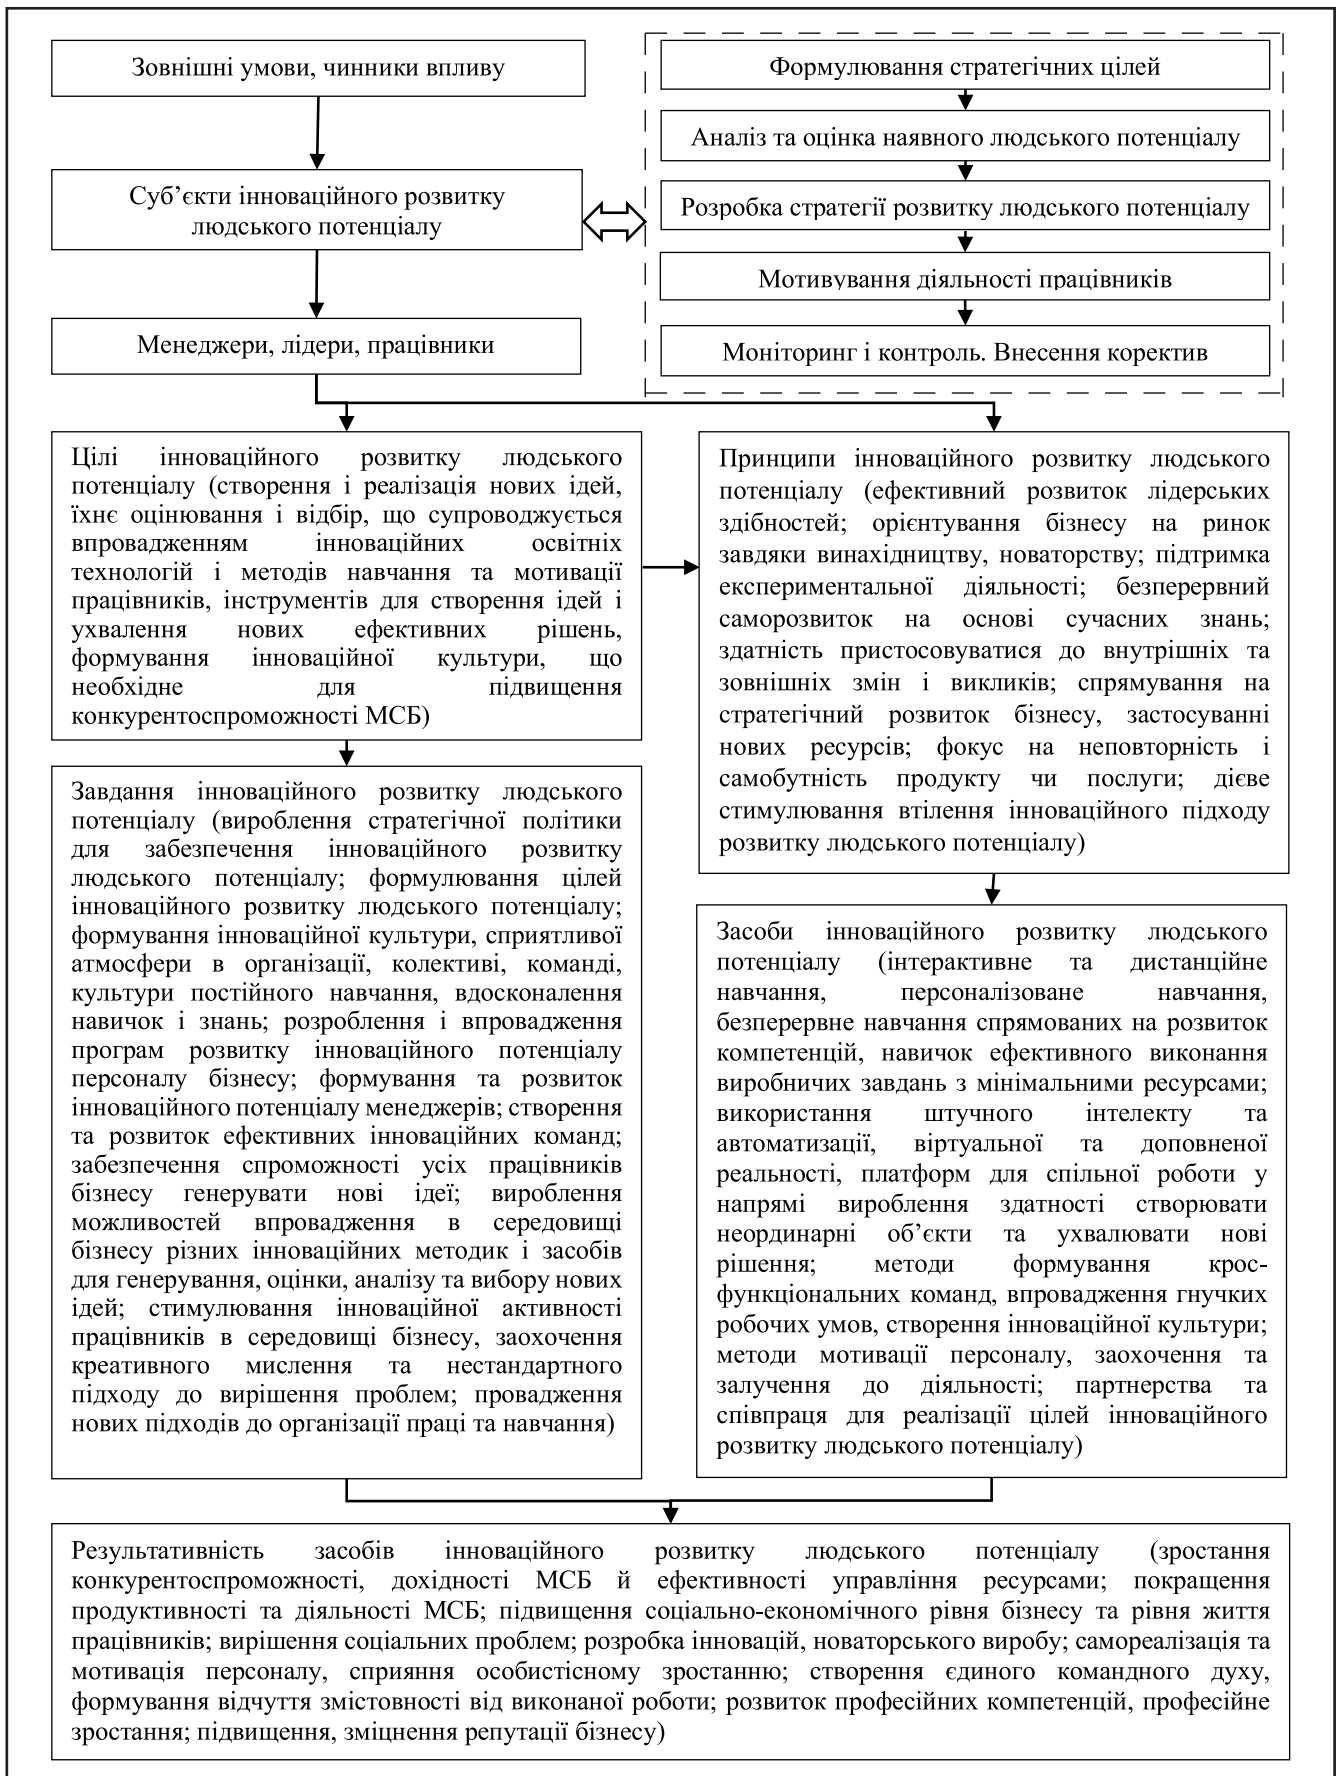 Зовнішні умови, чинники впливу
Суб’єкти інноваційного розвитку
людського потенціалу
Менеджери, лідери, працівники
Формулювання стратегічних цілей
Аналіз та оцінка наявного людського потенціалу
Розробка стратегії розвитку людського потенціалу
Мотивування діяльності працівників
Моніторинг і контроль. Внесення коректив
Цілі інноваційного розвитку людського
потенціалу (створення і реалізація нових ідей,
їхнє оцінювання і відбір, що супроводжується
впровадженням інноваційних освітніх
технологій і методів навчання та мотивації
працівників, інструментів для створення ідей і
ухвалення нових ефективних рішень,
формування інноваційної культури, що
необхідне для підвищення
конкурентоспроможності МСБ)
Принципи інноваційного розвитку людського
потенціалу (ефективний розвиток лідерських
здібностей; орієнтування бізнесу на ринок
завдяки винахідництву, новаторству; підтримка
експериментальної діяльності; безперервний
саморозвиток на основі сучасних знань;
здатність пристосовуватися до внутрішніх та
зовнішніх змін і викликів; спрямування на
стратегічний розвиток бізнесу, застосуванні
нових ресурсів; фокус на неповторність і
самобутність продукту чи послуги; дієве
стимулювання втілення інноваційного підходу
розвитку людського потенціалу)
Завдання інноваційного розвитку людського
потенціалу (вироблення стратегічної політики
для забезпечення інноваційного розвитку
людського потенціалу; формулювання цілей
інноваційного розвитку людського потенціалу;
формування інноваційної культури, сприятливої
атмосфери в організації, колективі, команді,
культури постійного навчання, вдосконалення
навичок і знань; розроблення і впровадження
програм розвитку інноваційного потенціалу
персоналу бізнесу; формування та розвиток
інноваційного потенціалу менеджерів; створення
та розвиток ефективних інноваційних команд;
забезпечення спроможності усіх працівників
бізнесу генерувати нові ідеї; вироблення
можливостей впровадження в середовищі
бізнесу різних інноваційних методик і засобів
для генерування, оцінки, аналізу та вибору нових
ідей; стимулювання інноваційної активності
працівників в середовищі бізнесу, заохочення
креативного мислення та нестандартного
підходу до вирішення проблем; провадження
нових підходів до організації праці та навчання)
Засоби інноваційного розвитку людського
потенціалу (інтерактивне та дистанційне
навчання, персоналізоване навчання,
безперервне навчання спрямованих на розвиток
компетенцій, навичок ефективного виконання
виробничих завдань з мінімальними ресурсами;
використання штучного інтелекту та
автоматизації, віртуальної та доповненої
реальності, платформ для спільної роботи у
напрямі вироблення здатності створювати
неординарні об’єкти та ухвалювати нові
рішення; методи формування крос-
функціональних команд, впровадження гнучких
робочих умов, створення інноваційної культури;
методи мотивації персоналу, заохочення та
залучення до діяльності; партнерства та
співпраця для реалізації цілей інноваційного
розвитку людського потенціалу)
Результативність засобів інноваційного розвитку людського потенціалу (зростання
конкурентоспроможності, дохідності МСБ й ефективності управління ресурсами; покращення
продуктивності та діяльності МСБ; підвищення соціально-економічного рівня бізнесу та рівня життя
працівників; вирішення соціальних проблем; розробка інновацій, новаторського виробу; самореалізація та
мотивація персоналу, сприяння особистісному зростанню; створення єдиного командного духу,
формування відчуття змістовності від виконаної роботи; розвиток професійних компетенцій, професійне
зростання; підвищення, зміцнення репутації бізнесу)